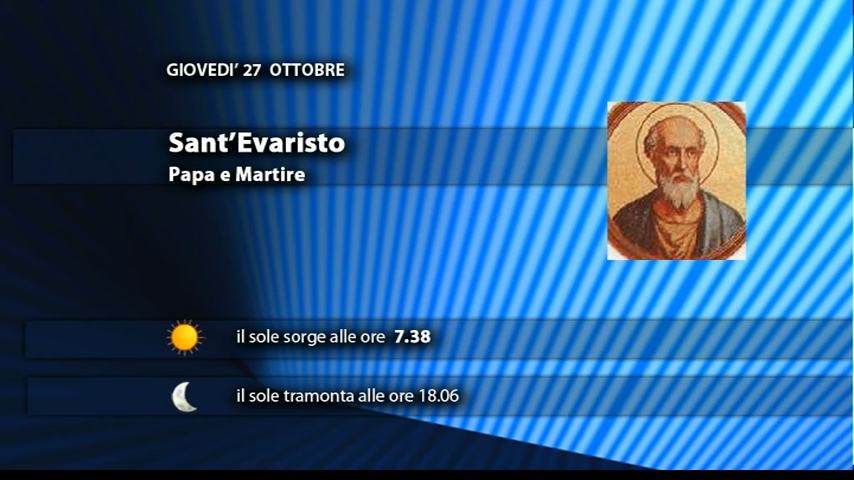 GIOVEDI’ 27 OTTOBRE
Sant’Evaristo
Papa e Martire
il sole sorge alle ore 7.38
il sole tramonta alle ore 18.06